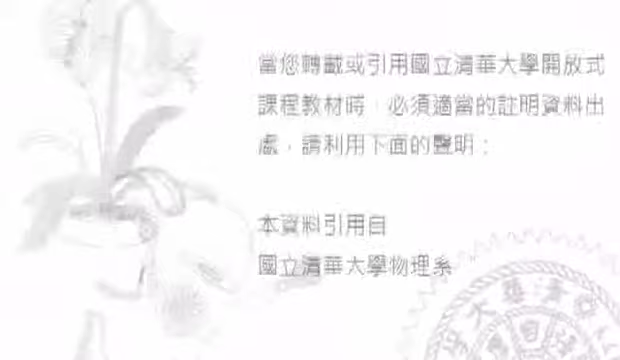 當您轉載或引用國立清華大學開放式
課程教材時，必須適當的註明資料出
處，請利用下面的聲明：
本資料引用自
國立清華大學物理系